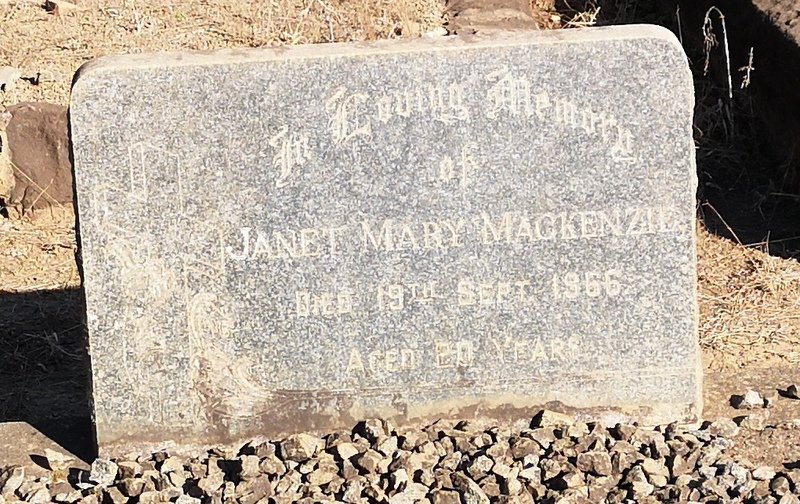 In Loving Memory
of
JANET MARY MACKENZIE
DIED 19TH SEPT. 1966
AGED 20 YEARS